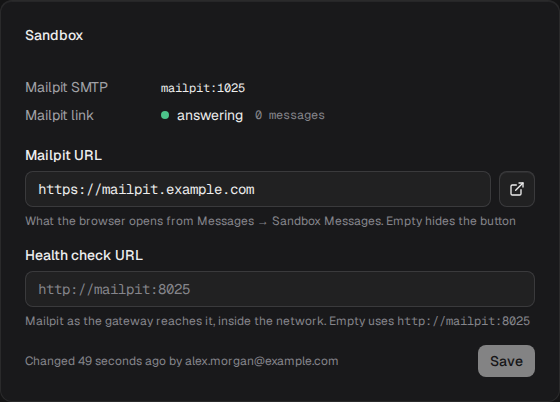 Sandbox
Mailpit SMTP mailpit:1025
Mailpit link answering 0 messages
Mailpit URL
https://mailpit.example.com
What the browser opens from Messages → Sandbox Messages. Empty hides the button
Health check URL
http://mailpit:8025
Mailpit as the gateway reaches it, inside the network. Empty uses http://mailpit:8025
Changed 49 seconds ago by alex.morgan@example.com Save